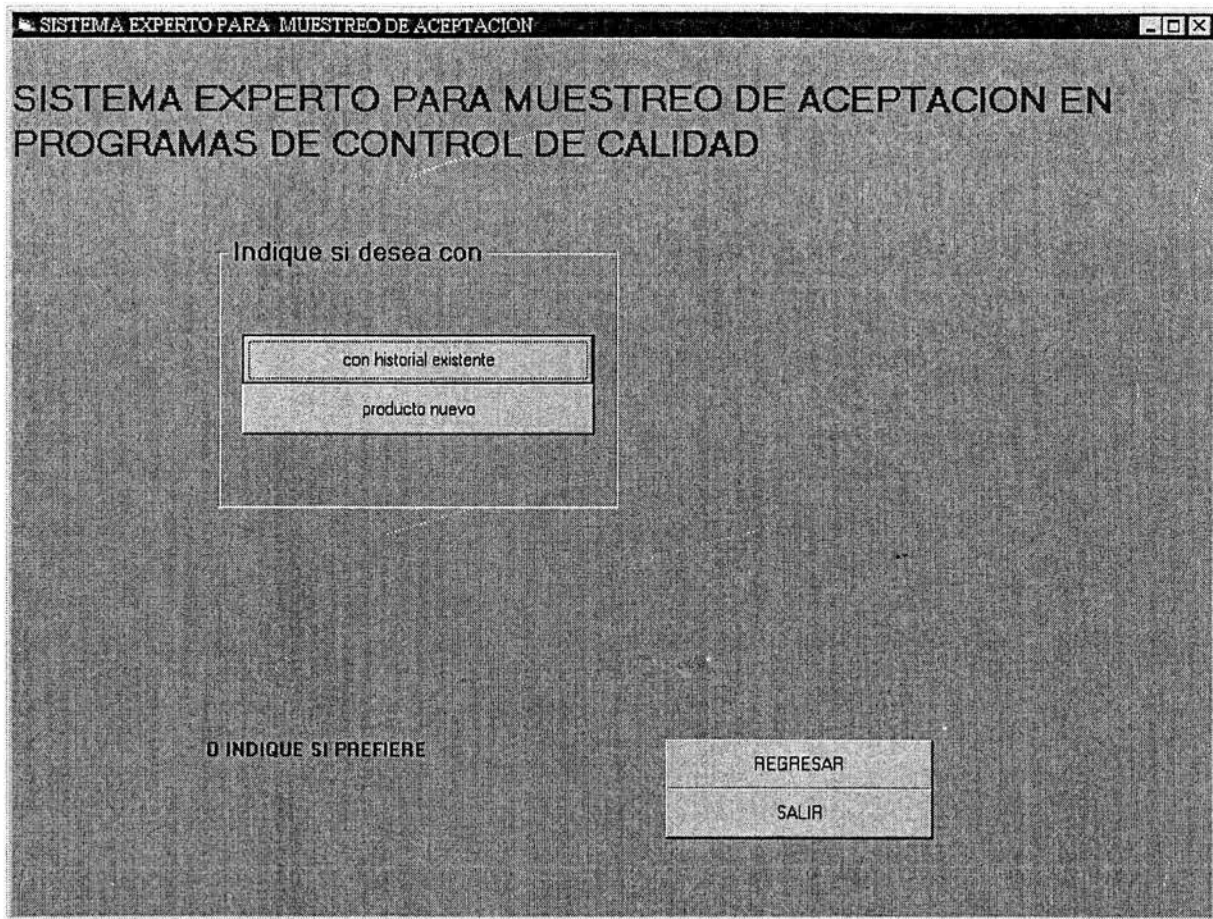 SISTEMA EXPERTO PARA MUESTREO DE ACEPTACION
SISTEMA EXPERTO PARA MUESTREO DE ACEPTACION EN
PROGRAMAS DE CONTROL DE CALIDAD
Indique si desea con
con historial existente
producto nuevo
O INDIQUE SI PREFIERE
REGRESAR
SALIR